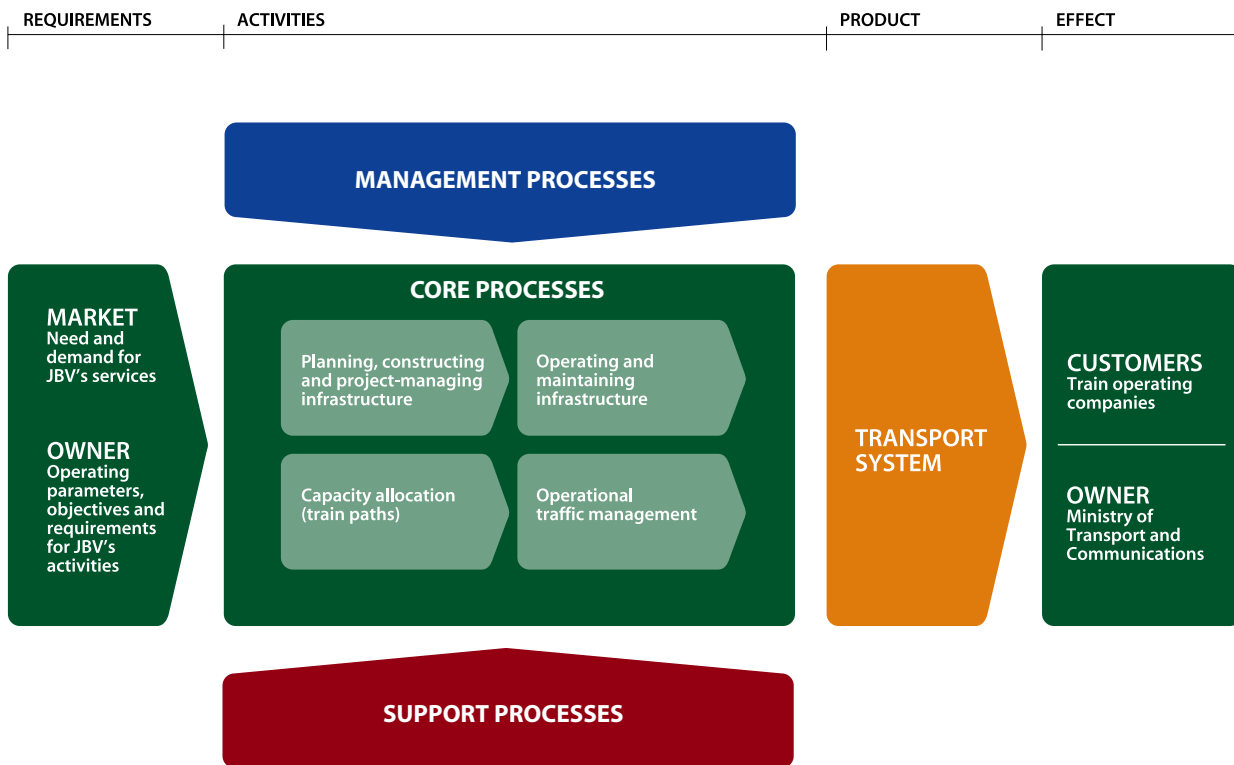 REQUIREMENTS
ACTIVITIES
PRODUCT
EFFECT
MANAGEMENT PROCESSES
MARKET
Need and
demand for
JBV's services
OWNER
Operating
parameters,
objectives and
requirements
for JBV's
activities
CORE PROCESSES
Planning, constructing
and project-managing
infrastructure
Operating and
maintaining
infrastructure
Capacity allocation
(train paths)
Operational
traffic management
TRANSPORT
SYSTEM
CUSTOMERS
Train operating
companies
OWNER
Ministry of
Transport and
Communications
SUPPORT PROCESSES